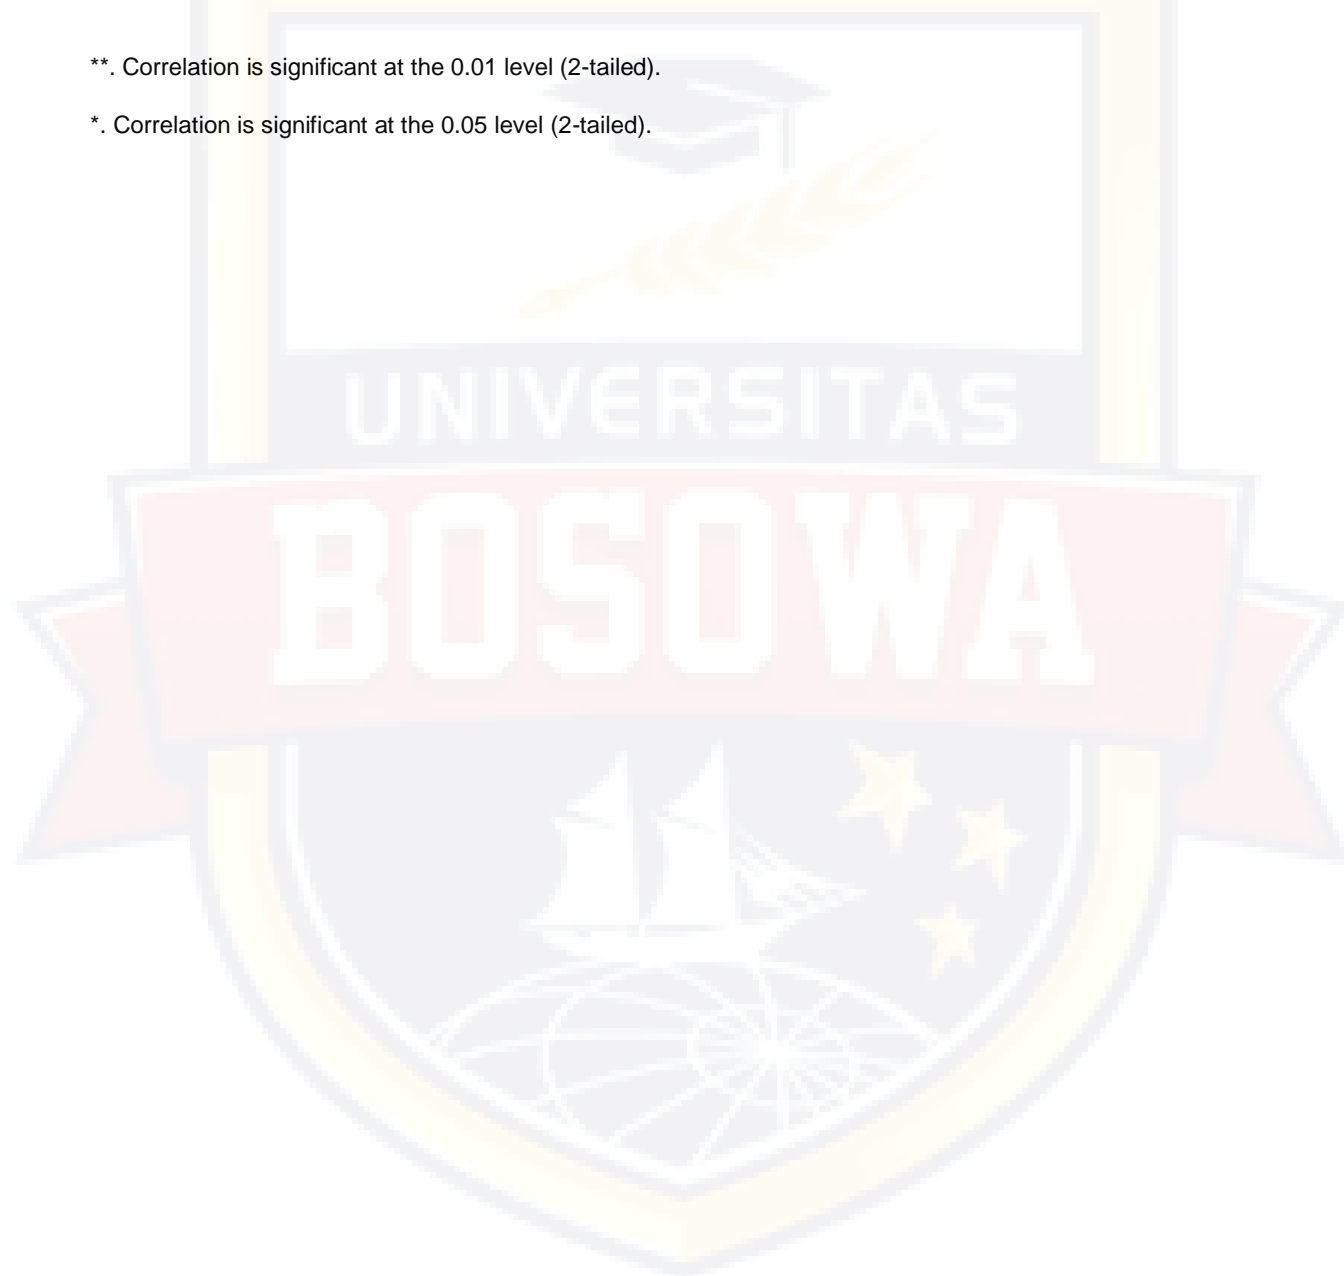 **. Correlation is significant at the 0.01 level (2-tailed).
*. Correlation is significant at the 0.05 level (2-tailed).
UNIVERSITAS
BOSOWA